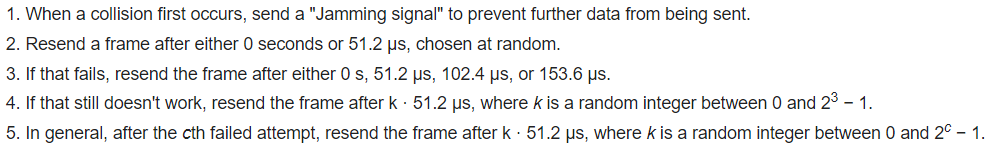 1. When a collision first occurs, send a "Jamming signal" to prevent further data from being sent.
2. Resend a frame after either 0 seconds or 51.2 μs, chosen at random.
3. If that fails, resend the frame after either 0 s, 51.2 μs, 102.4 μs, or 153.6 μs.
4. If that still doesn't work, resend the frame after k · 51.2 μs, where k is a random integer between 0 and 2³ − 1.
5. In general, after the cth failed attempt, resend the frame after k · 51.2 μs, where k is a random integer between 0 and 2ᶜ − 1.